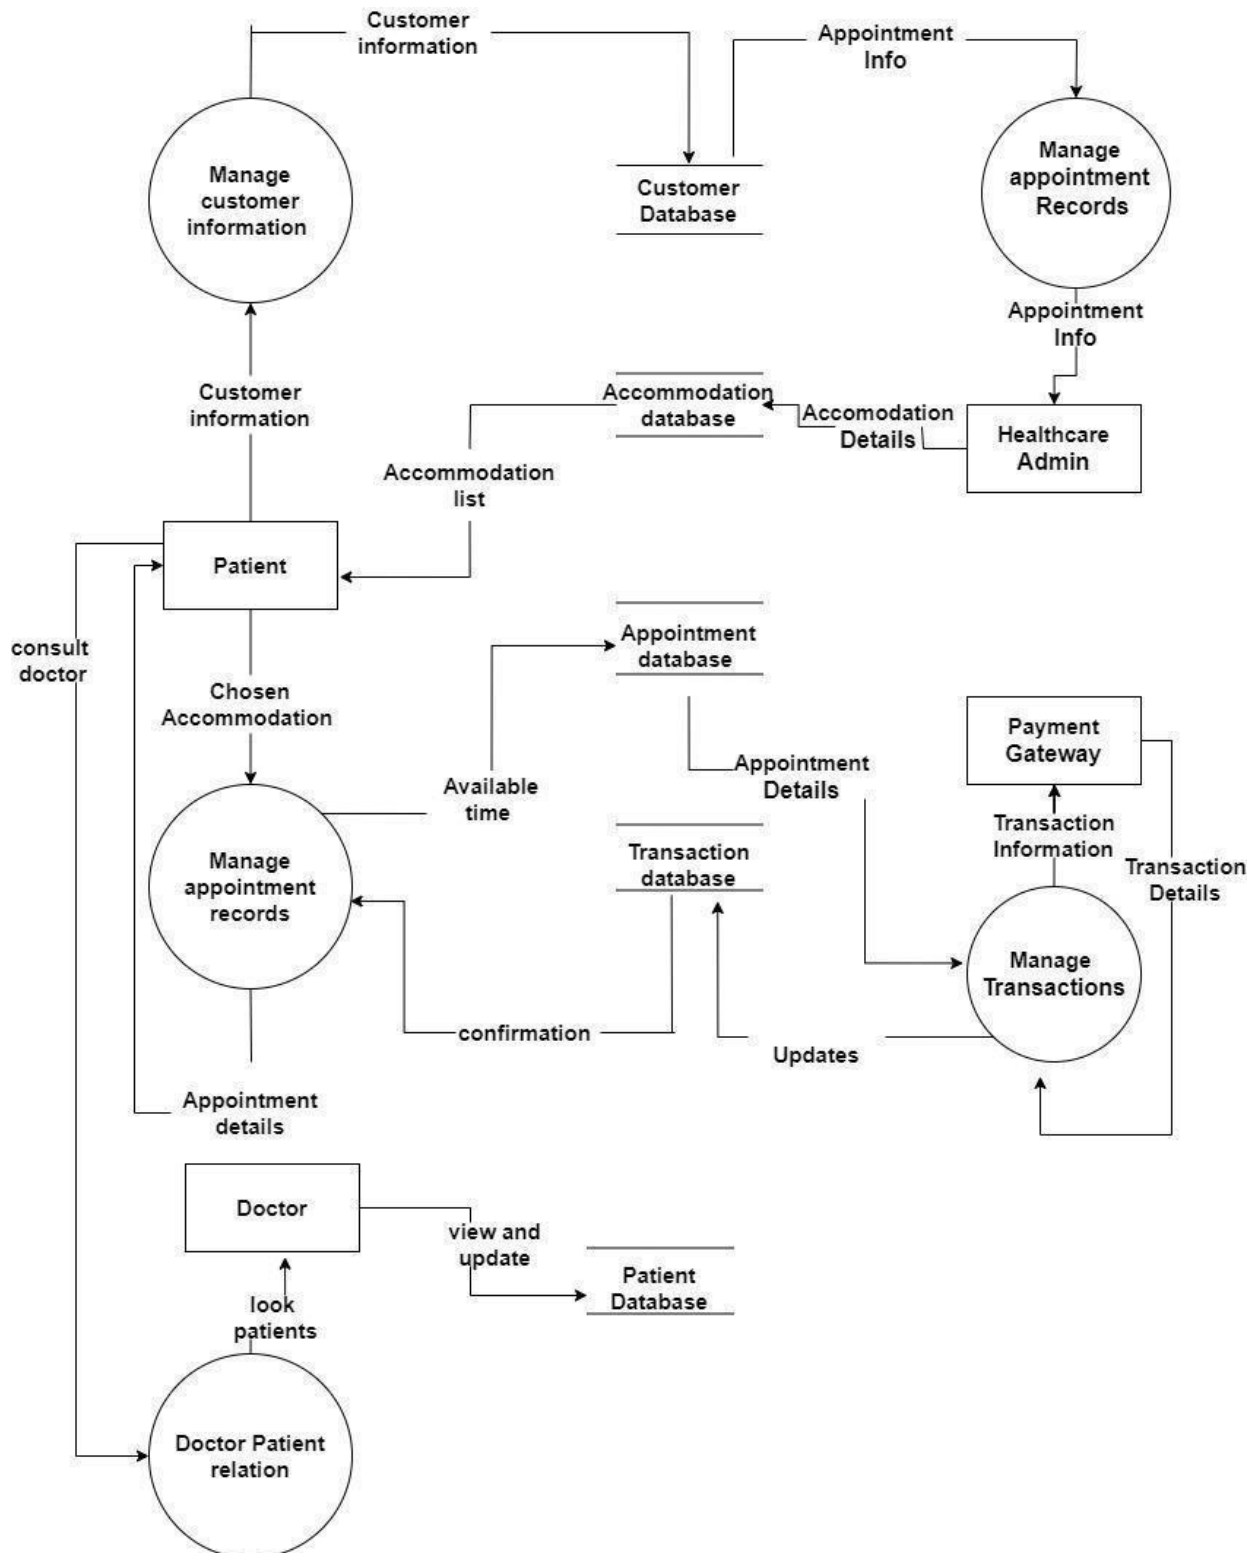 Customer
information
Appointment
Info
Manage
customer
information
Customer
Database
Manage
appointment
Records
Appointment
Info
Customer
information
Accommodation
database
Accomodation
Details
Healthcare
Admin
Accommodation
list
Patient
consult
doctor
Appointment
database
Chosen
Accommodation
Available
time
Appointment
Details
Payment
Gateway
Transaction
Information
Transaction
Details
Manage
appointment
records
Transaction
database
Manage
Transactions
confirmation
Updates
Appointment
details
Doctor
view and
update
Patient
Database
look
patients
Doctor Patient
relation